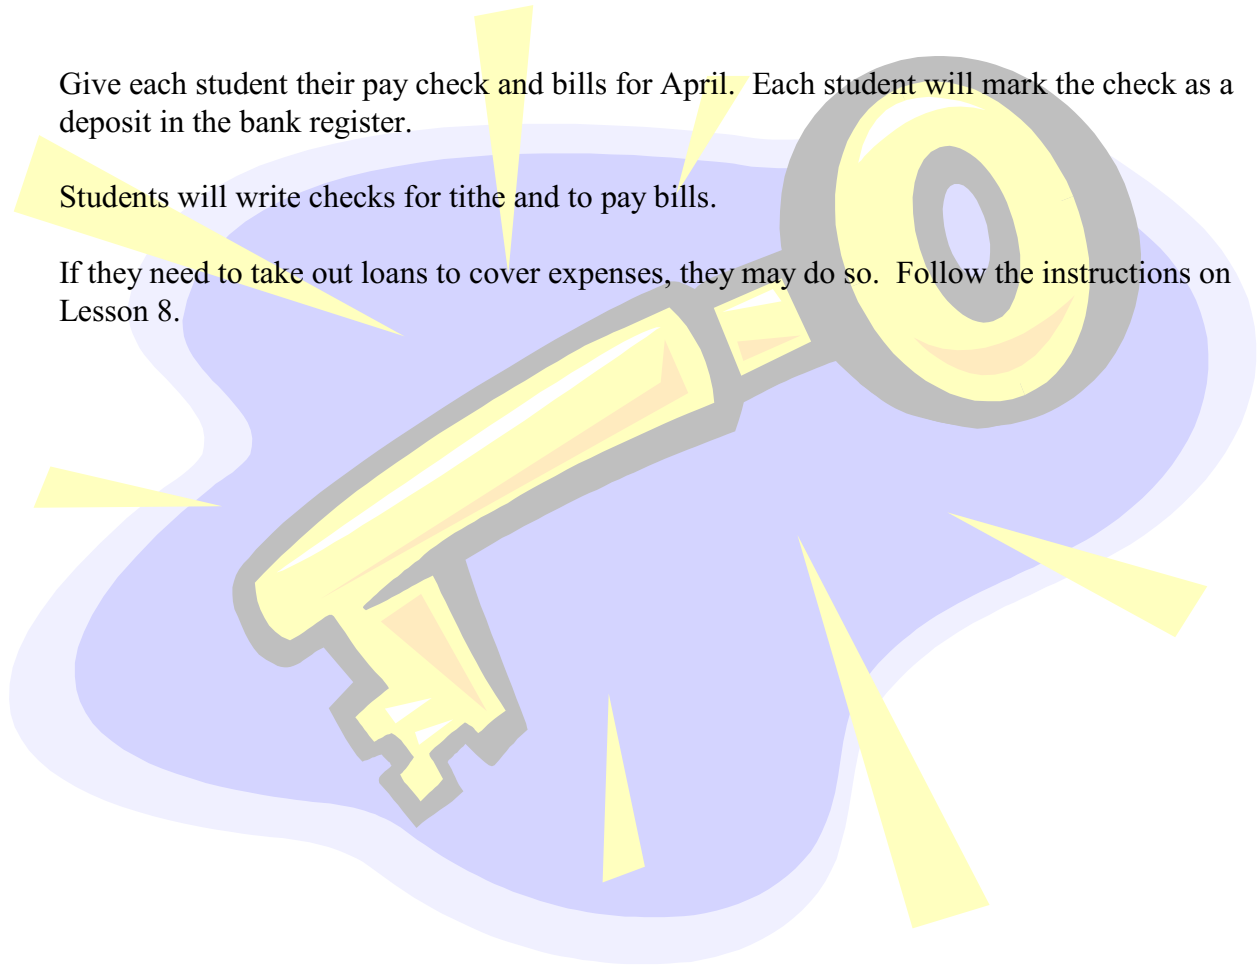 Give each student their pay check and bills for April.  Each student will mark the check as a
deposit in the bank register.
Students will write checks for tithe and to pay bills.
If they need to take out loans to cover expenses, they may do so.  Follow the instructions on
Lesson 8.